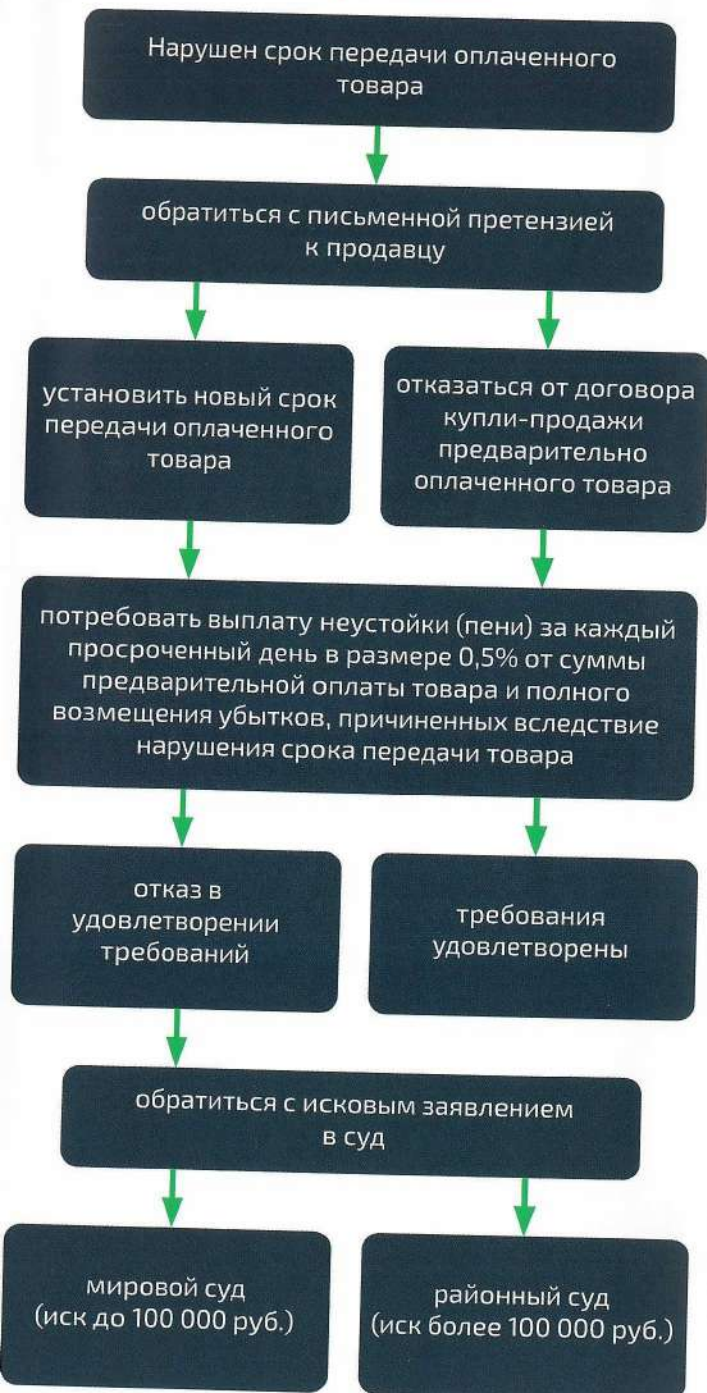 Нарушен срок передачи оплаченного
товара
обратиться с письменной претензией
к продавцу
установить новый срок
передачи оплаченного
товара
отказаться от договора
купли-продажи
предварительно
оплаченного товара
потребовать выплату неустойки (пени) за каждый
просроченный день в размере 0,5% от суммы
предварительной оплаты товара и полного
возмещения убытков, причиненных вследствие
нарушения срока передачи товара
отказ в
удовлетворении
требований
требования
удовлетворены
обратиться с исковым заявлением
в суд
мировой суд
(иск до 100 000 руб.)
районный суд
(иск более 100 000 руб.)